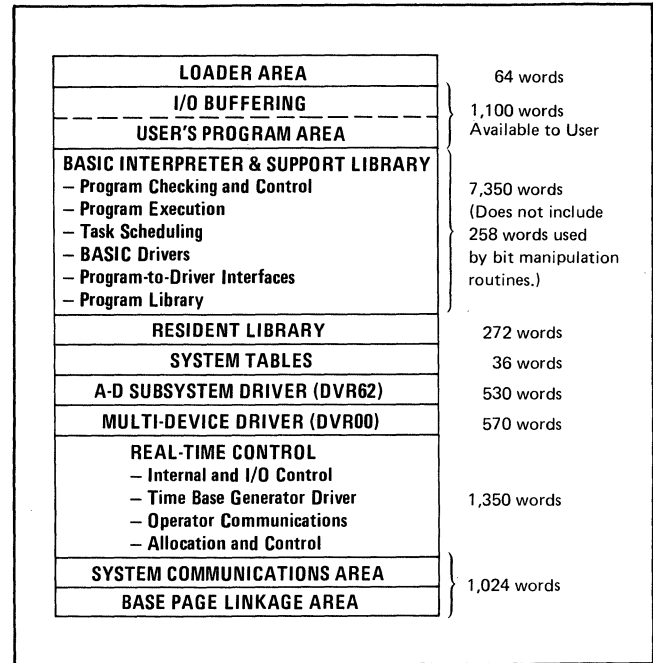 LOADER AREA 64 words
I/O BUFFERING
1,100 words
Available to User
USER'S PROGRAM AREA
BASIC INTERPRETER & SUPPORT LIBRARY
– Program Checking and Control
– Program Execution
– Task Scheduling
– BASIC Drivers
– Program-to-Driver Interfaces
– Program Library
7,350 words
(Does not include
258 words used
by bit manipulation
routines.)
RESIDENT LIBRARY 272 words
SYSTEM TABLES 36 words
A-D SUBSYSTEM DRIVER (DVR62) 530 words
MULTI-DEVICE DRIVER (DVR00) 570 words
REAL-TIME CONTROL
– Internal and I/O Control
– Time Base Generator Driver
– Operator Communications
– Allocation and Control
1,350 words
SYSTEM COMMUNICATIONS AREA
BASE PAGE LINKAGE AREA
1,024 words